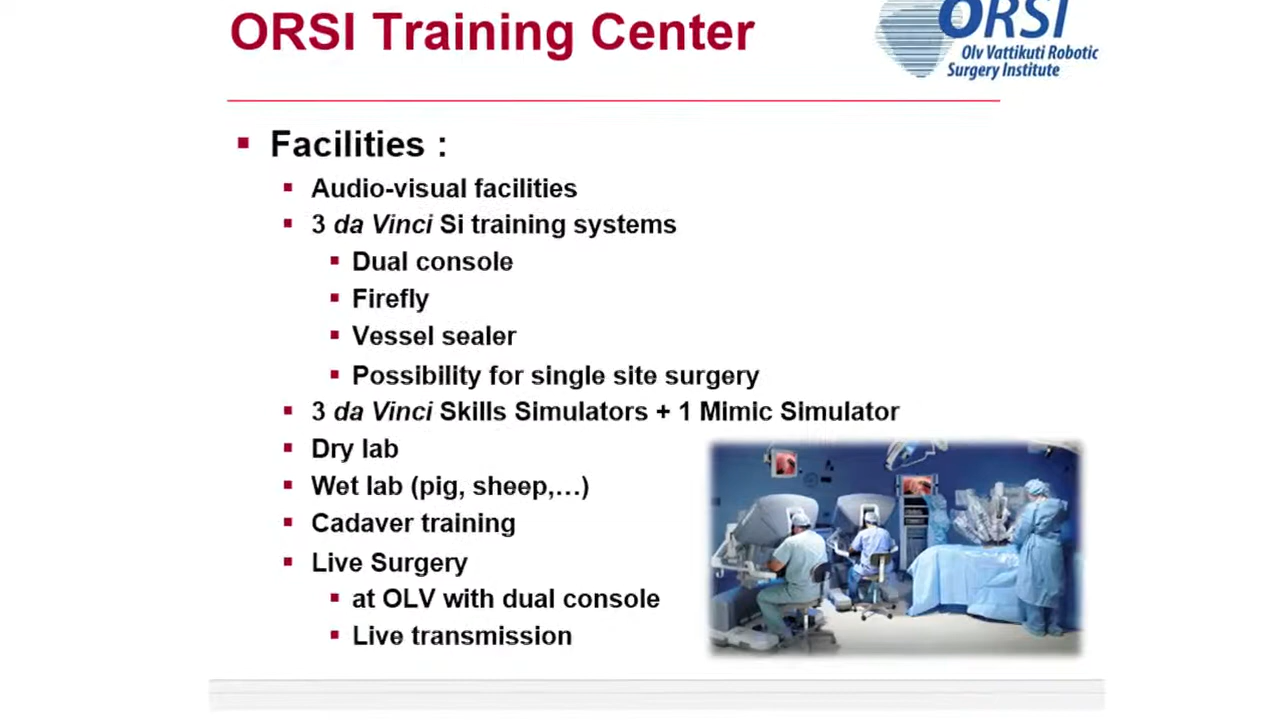 ORSI Training Center
ORSI
Olv Vattikuti Robotic
Surgery Institute
Facilities :
Audio-visual facilities
3 da Vinci Si training systems
Dual console
Firefly
Vessel sealer
Possibility for single site surgery
3 da Vinci Skills Simulators + 1 Mimic Simulator
Dry lab
Wet lab (pig, sheep,...)
Cadaver training
Live Surgery
at OLV with dual console
Live transmission